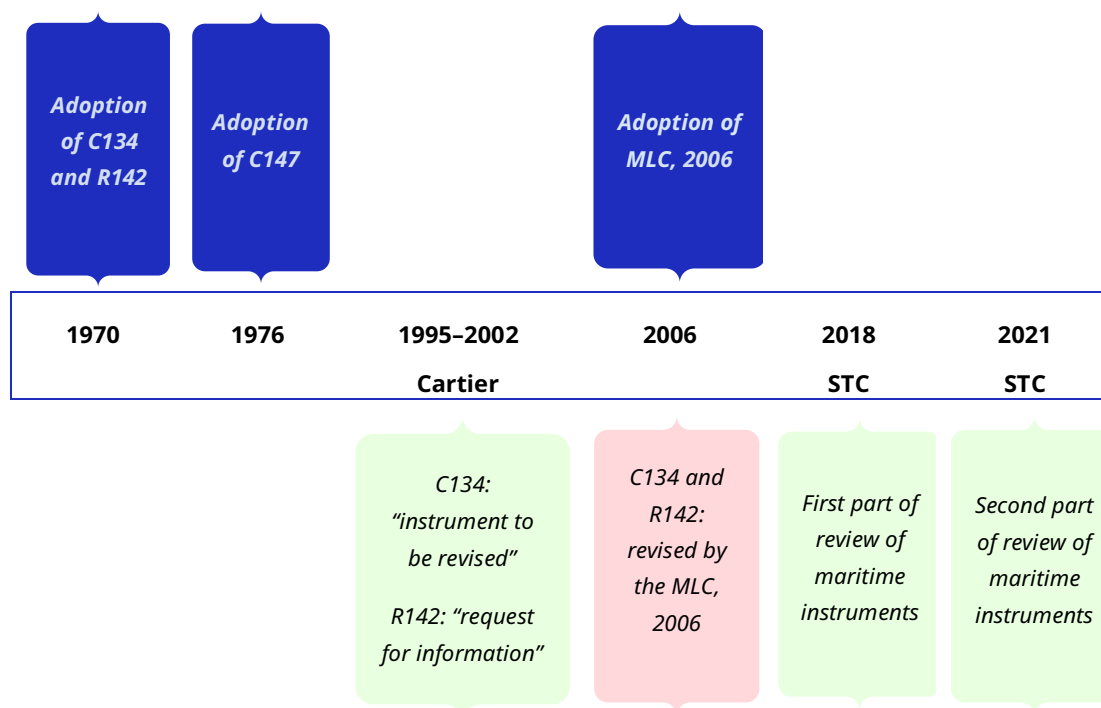 Adoption
of C134
and R142
Adoption
of C147
Adoption of
MLC, 2006
1970
1976
1995–2002
Cartier
2006
2018
STC
2021
STC
C134:
“instrument to
be revised”
R142: “request
for information”
C134 and
R142:
revised by
the MLC,
2006
First part of
review of
maritime
instruments
Second part
of review of
maritime
instruments